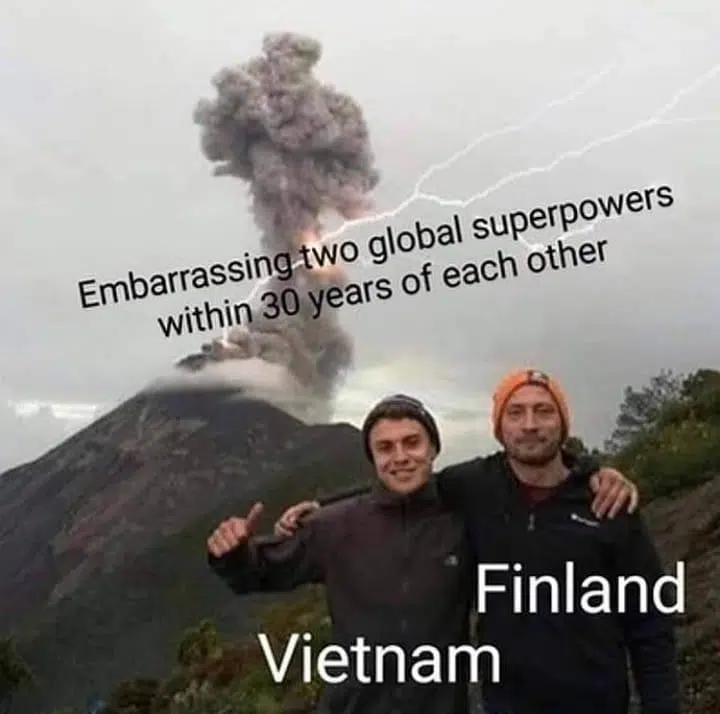 Embarrassing two global superpowers
within 30 years of each other
Finland
Vietnam